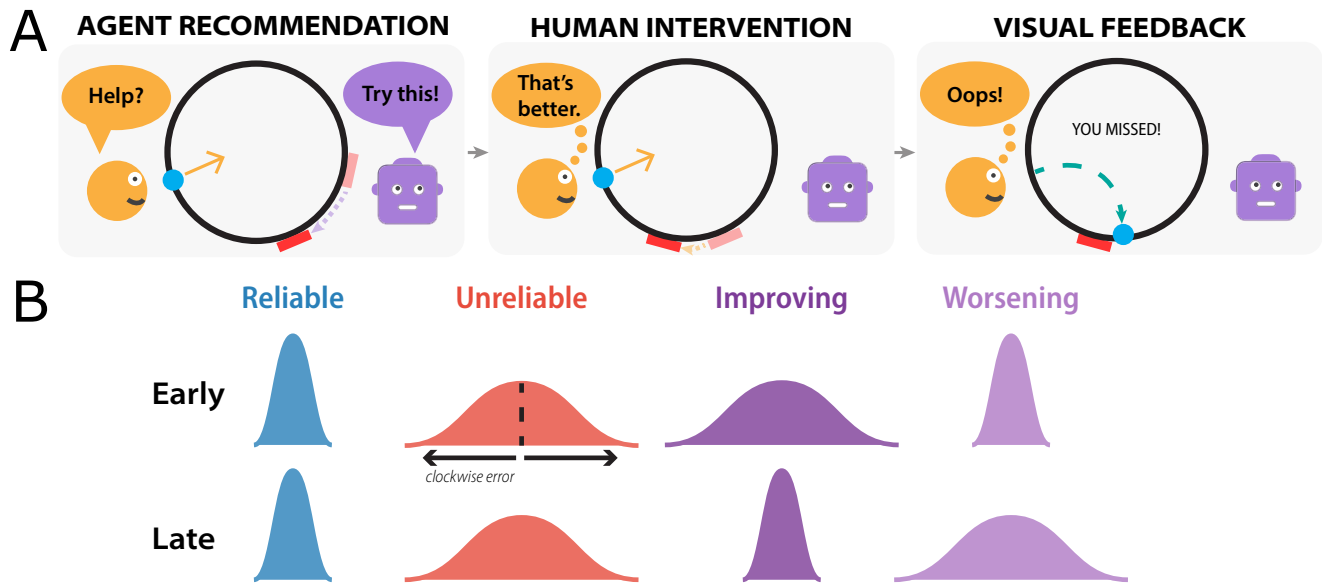 A
AGENT RECOMMENDATION
HUMAN INTERVENTION
VISUAL FEEDBACK
Help?
Try this!
That's
better.
Oops!
YOU MISSED!
B
Reliable
Unreliable
Improving
Worsening
Early
clockwise error
Late